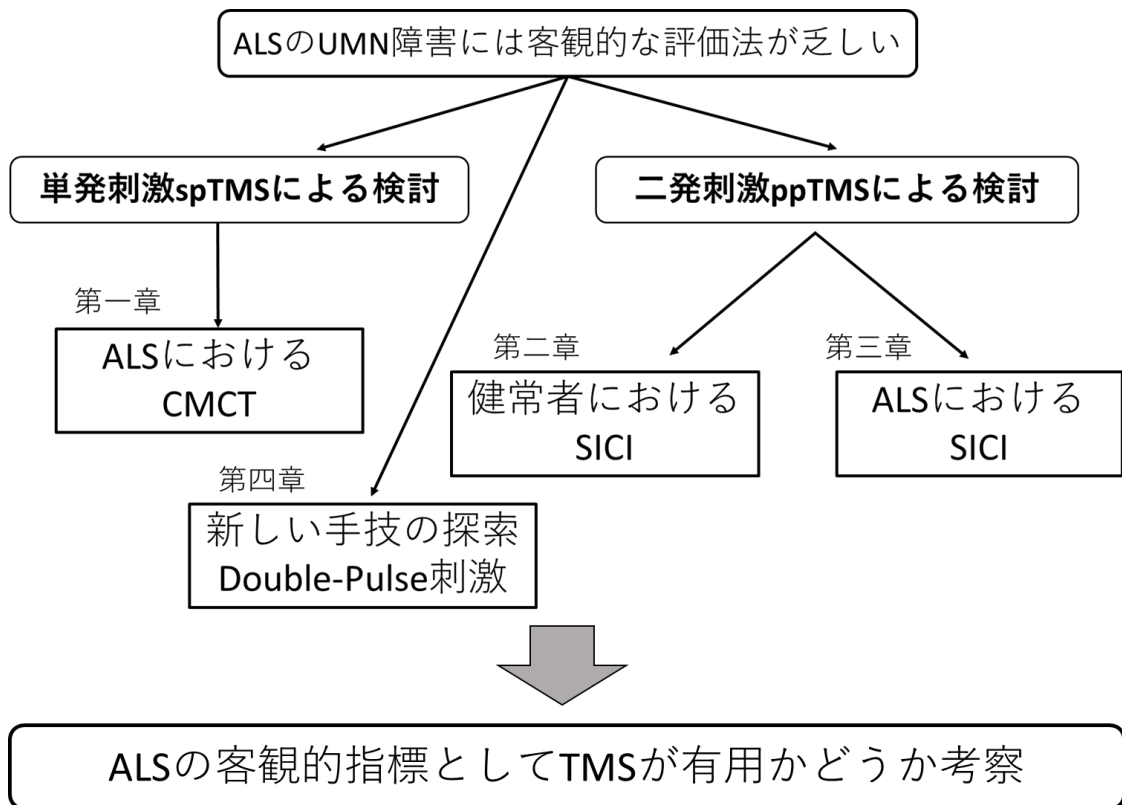 ALSのUMN障害には客観的な評価法が乏しい
単発刺激spTMSによる検討
二発刺激ppTMSによる検討
第一章
ALSにおける
CMCT
第二章
健常者における
SICI
第三章
ALSにおける
SICI
第四章
新しい手技の探索
Double-Pulse刺激
ALSの客観的指標としてTMSが有用かどうか考察